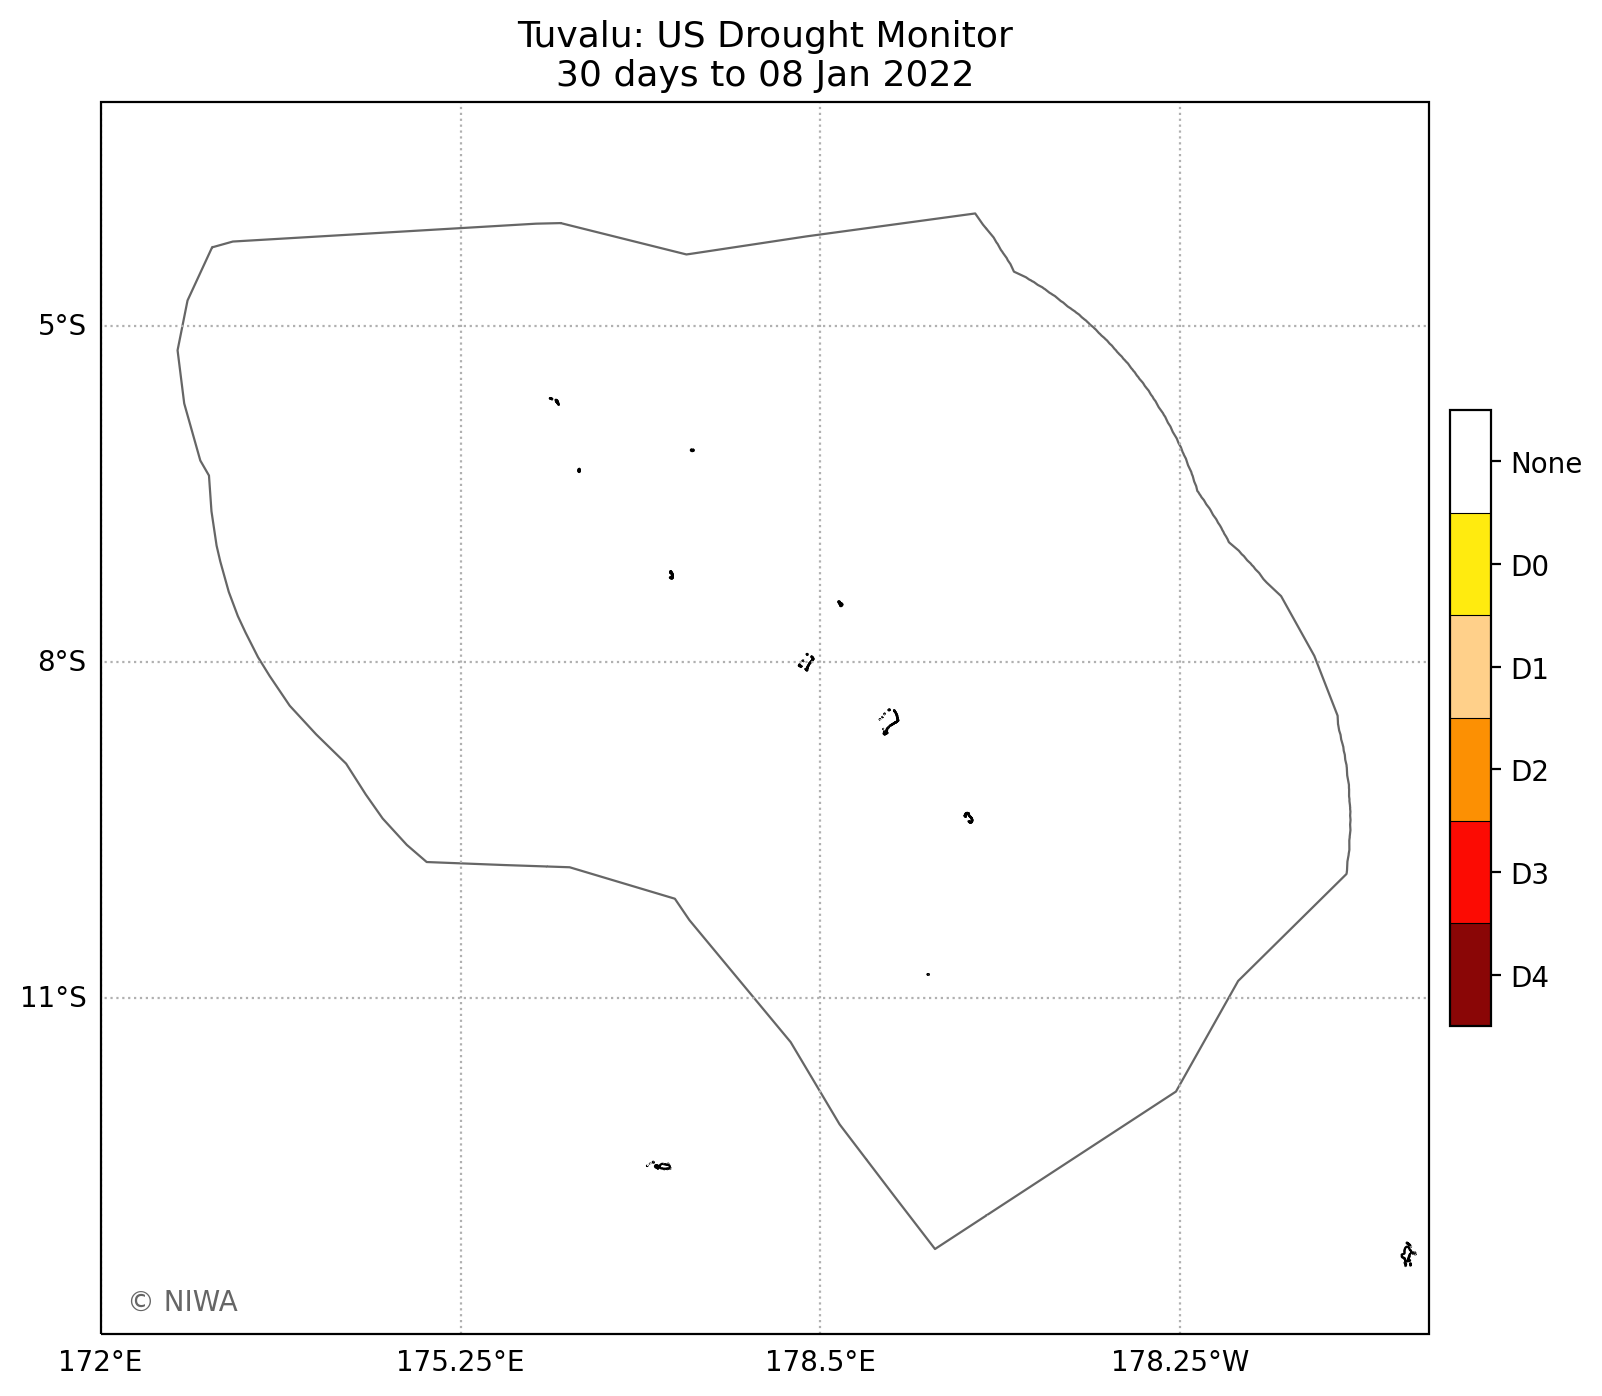 Tuvalu: US Drought Monitor
30 days to 08 Jan 2022
5°S
8°S
11°S
172°E
175.25°E
178.5°E
178.25°W
None
D0
D1
D2
D3
D4
© NIWA